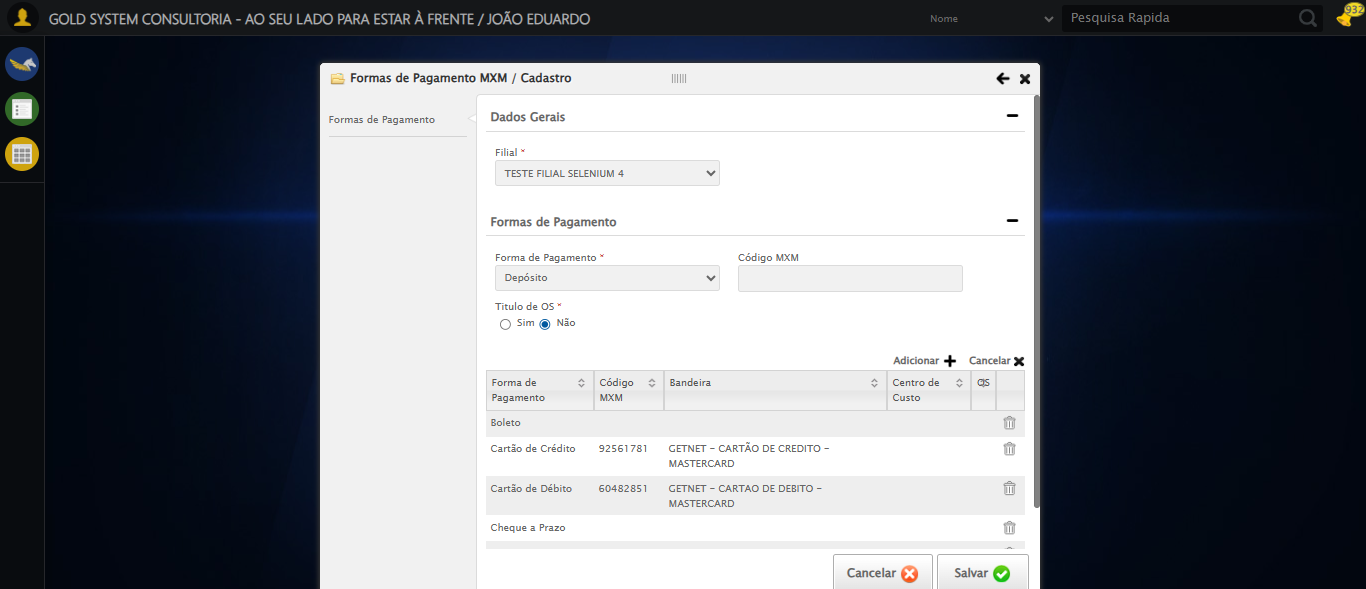 GOLD SYSTEM CONSULTORIA - AO SEU LADO PARA ESTAR À FRENTE / JOÃO EDUARDO
Nome
Pesquisa Rapida
932
Formas de Pagamento MXM / Cadastro
Formas de Pagamento
Dados Gerais
Filial *
TESTE FILIAL SELENIUM 4
Formas de Pagamento
Forma de Pagamento * Código MXM
Depósito
Titulo de OS *
Sim Não
Adicionar Cancelar
Forma de Pagamento Código MXM Bandeira Centro de Custo OS
Boleto
Cartão de Crédito 92561781 GETNET - CARTÃO DE CREDITO -
MASTERCARD
Cartão de Débito 60482851 GETNET - CARTAO DE DEBITO -
MASTERCARD
Cheque a Prazo
Cancelar Salvar